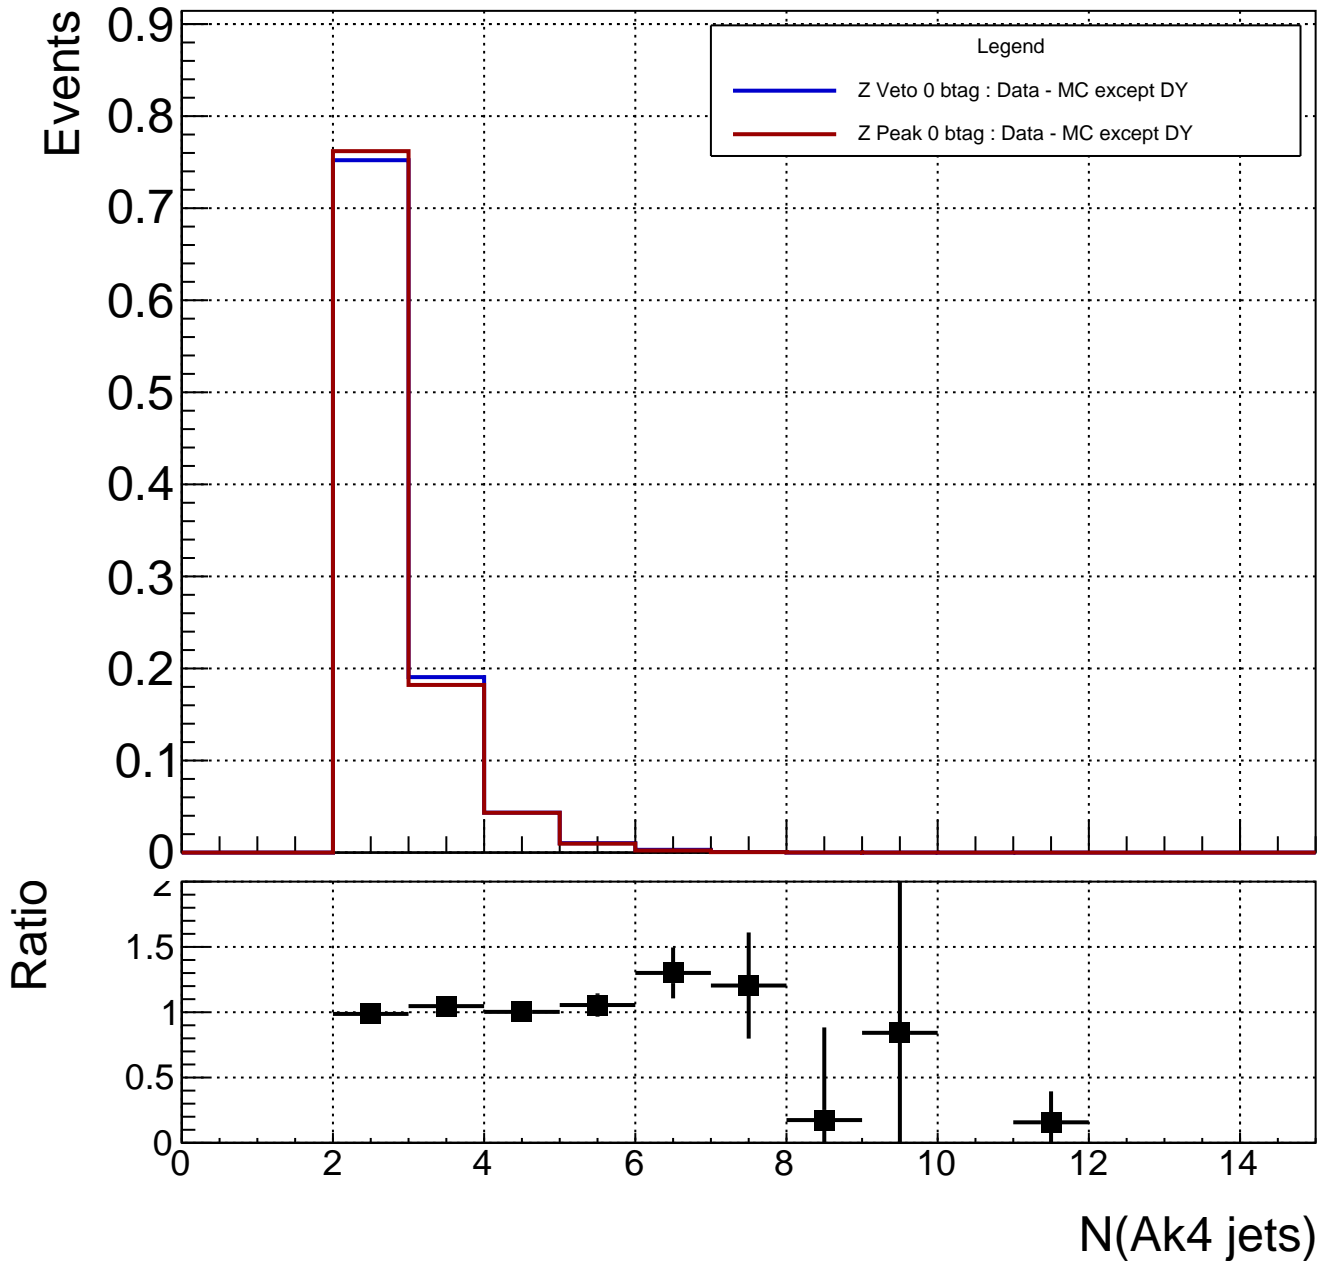 Events
0.9
0.8
0.7
0.6
0.5
0.4
0.3
0.2
0.1
0
Legend
Z Veto 0 btag : Data - MC except DY
Z Peak 0 btag : Data - MC except DY
Ratio
2
1.5
1
0.5
0
0 2 4 6 8 10 12 14
N(Ak4 jets)